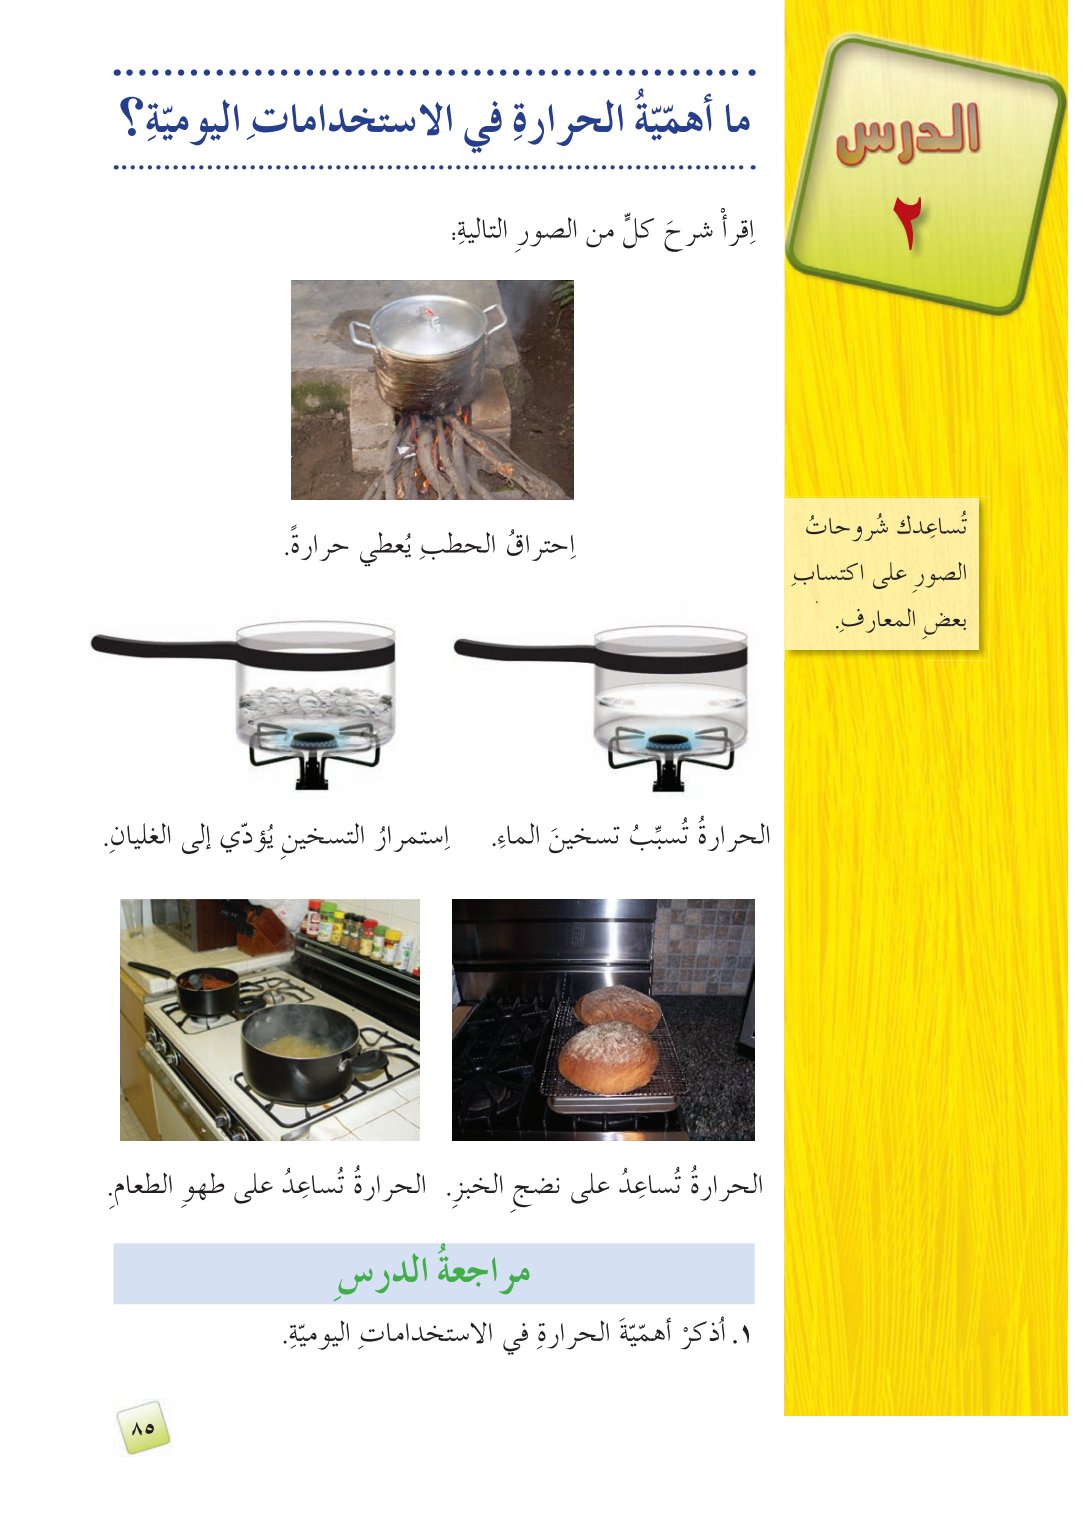 الدرس
٢
ما أهمّيّةُ الحرارةِ في الاستخداماتِ اليوميّةِ؟
اِقرأْ شرحَ كلٍّ من الصورِ التاليةِ:
اِحتراقُ الحطبِ يُعطي حرارةً.
تُساعِدك شُروحاتُ
الصورِ على اكتسابِ
بعضِ المعارفِ.
الحرارةُ تُسبِّبُ تسخينَ الماءِ.
اِستمرارُ التسخينِ يُؤدّي إلى الغليانِ.
الحرارةُ تُساعِدُ على نضجِ الخبزِ.
الحرارةُ تُساعِدُ على طهوِ الطعامِ.
مراجعةُ الدرسِ
١. اُذكرْ أهمّيّةَ الحرارةِ في الاستخداماتِ اليوميّةِ.
٨٥